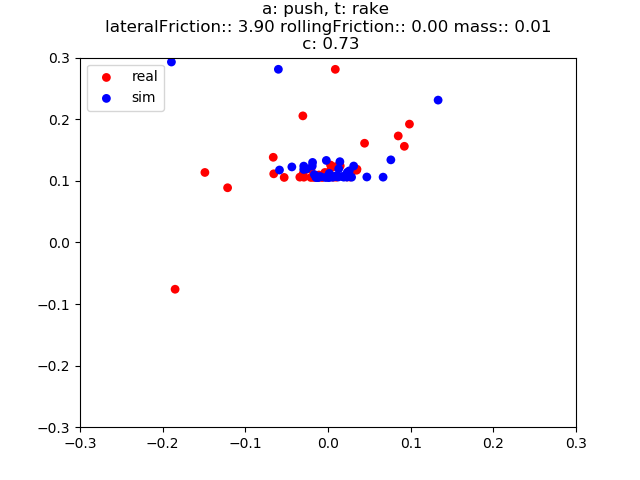 a: push, t: rake
lateralFriction:: 3.90 rollingFriction:: 0.00 mass:: 0.01
c: 0.73
real
sim
0.3
0.2
0.1
0.0
−0.1
−0.2
−0.3
−0.3 −0.2 −0.1 0.0 0.1 0.2 0.3